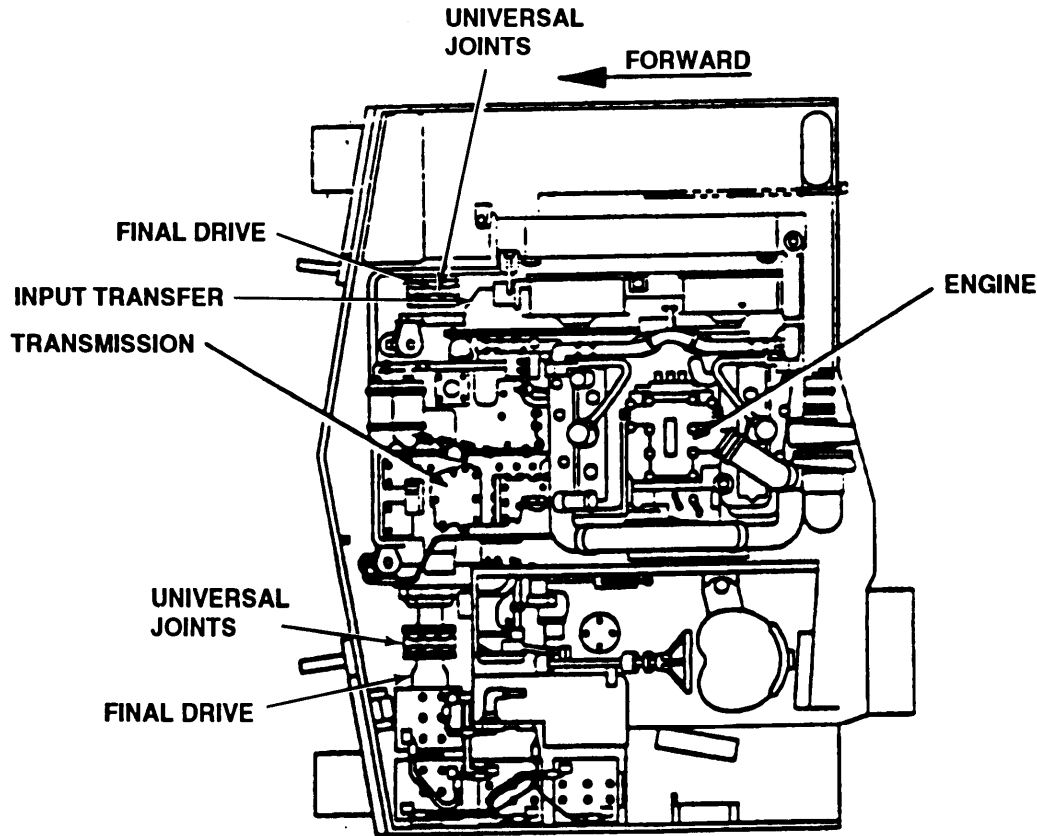 UNIVERSAL
JOINTS
FORWARD
FINAL DRIVE
INPUT TRANSFER
ENGINE
TRANSMISSION
UNIVERSAL
JOINTS
FINAL DRIVE